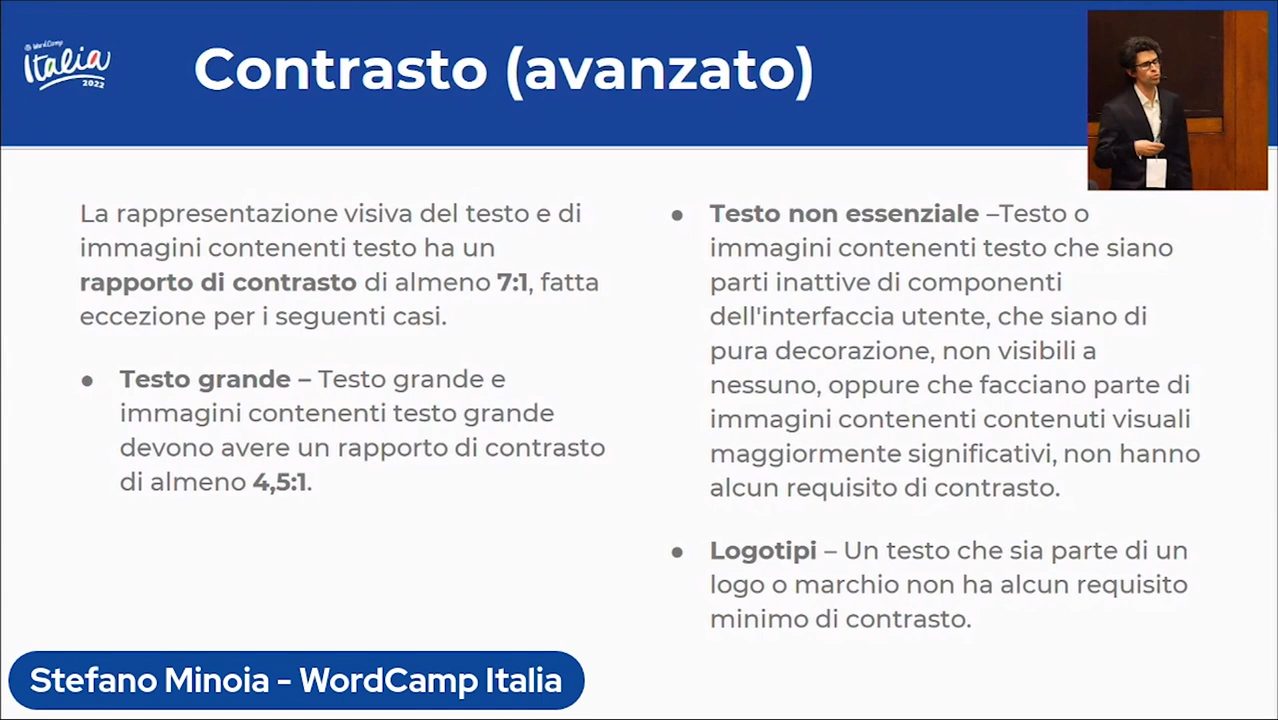 WordCamp
Italia
2022
Contrasto (avanzato)
La rappresentazione visiva del testo e di
immagini contenenti testo ha un
rapporto di contrasto di almeno 7:1, fatta
eccezione per i seguenti casi.
● Testo grande – Testo grande e
immagini contenenti testo grande
devono avere un rapporto di contrasto
di almeno 4,5:1.
● Testo non essenziale –Testo o
immagini contenenti testo che siano
parti inattive di componenti
dell'interfaccia utente, che siano di
pura decorazione, non visibili a
nessuno, oppure che facciano parte di
immagini contenenti contenuti visuali
maggiormente significativi, non hanno
alcun requisito di contrasto.
● Logotipi – Un testo che sia parte di un
logo o marchio non ha alcun requisito
minimo di contrasto.
Stefano Minoia - WordCamp Italia